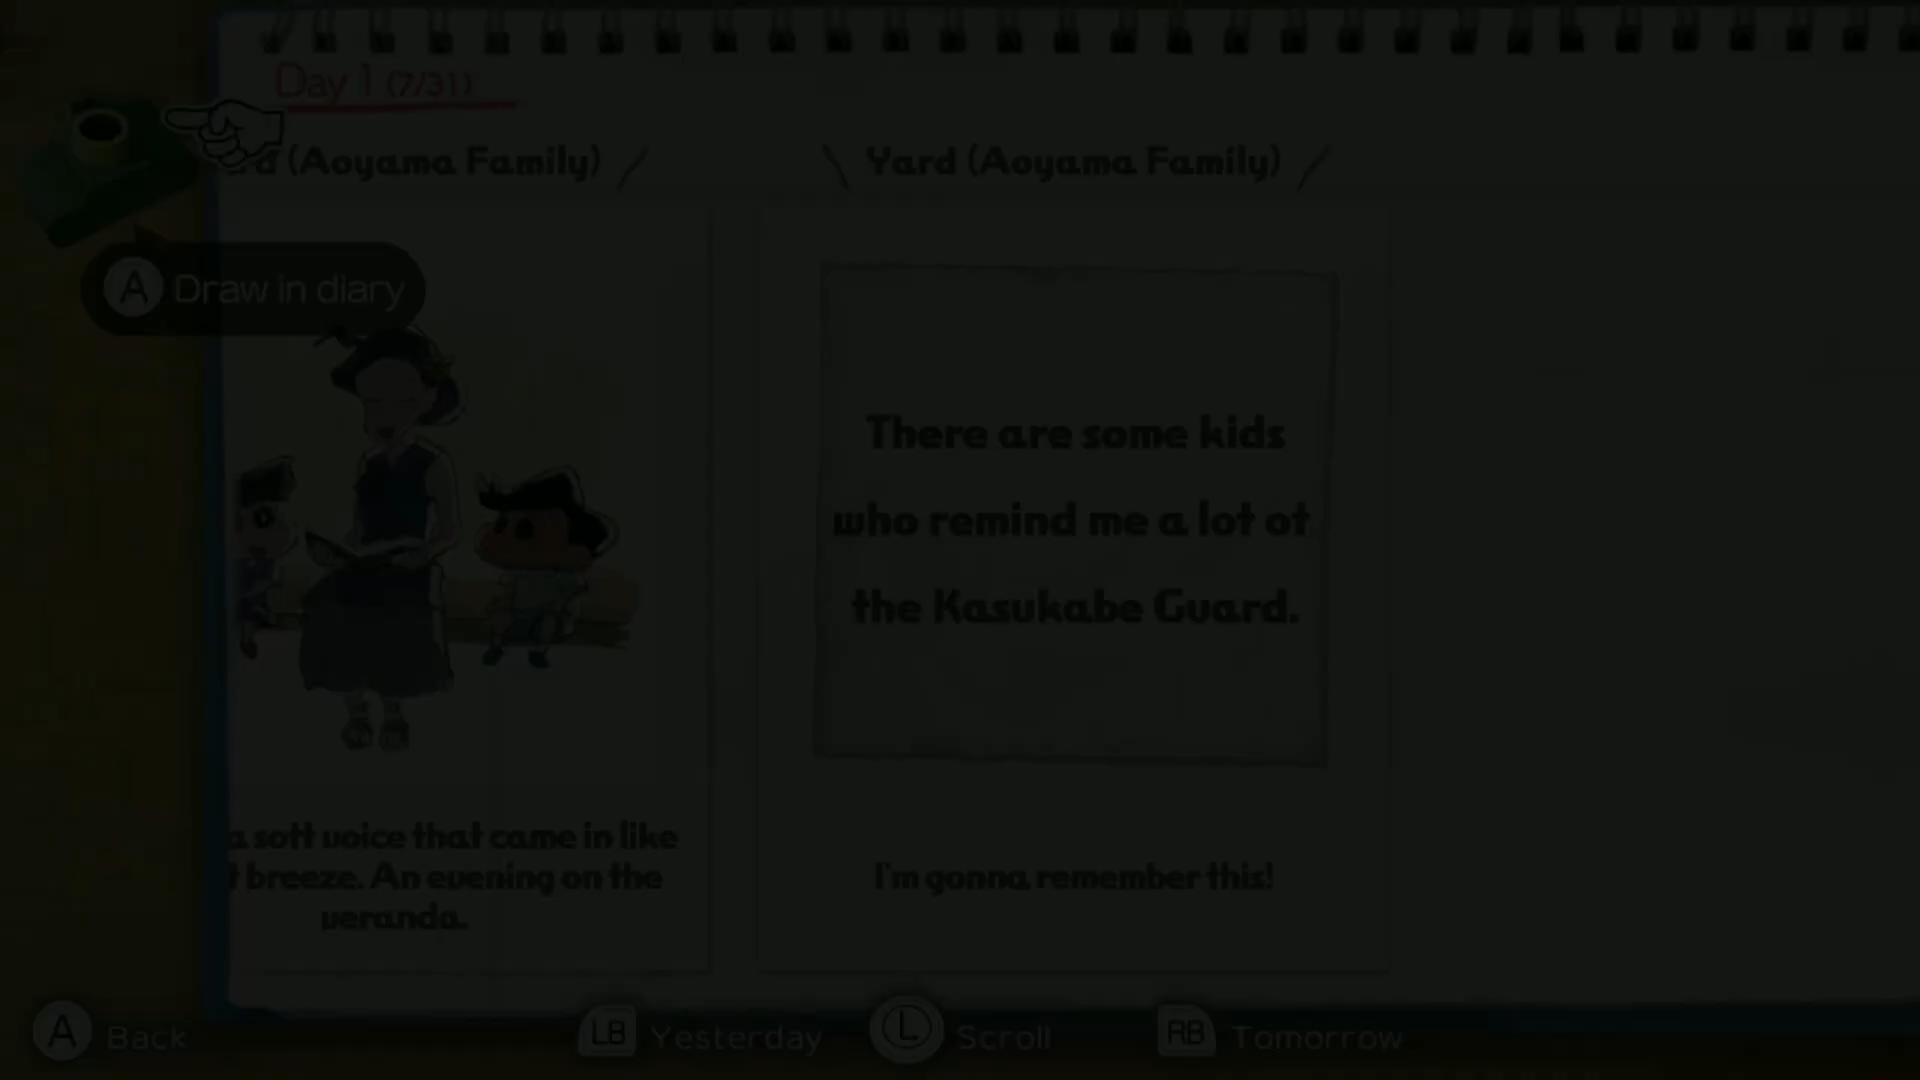 Day 1 (7/31)
(Aoyama Family)
Yard (Aoyama Family)
A Draw in diary
There are some kids
who remind me a lot of
the Kasukabe Guard.
a soft voice that came in like
breeze. An evening on the
veranda.
I'm gonna remember this!
A Back
LB Yesterday
L Scroll
RB Tomorrow